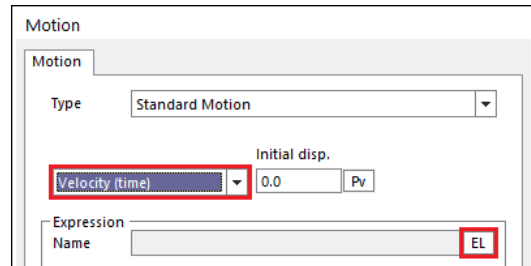 Motion
Motion
Type Standard Motion
Initial disp.
Velocity (time) 0.0 Pv
Expression
Name EL